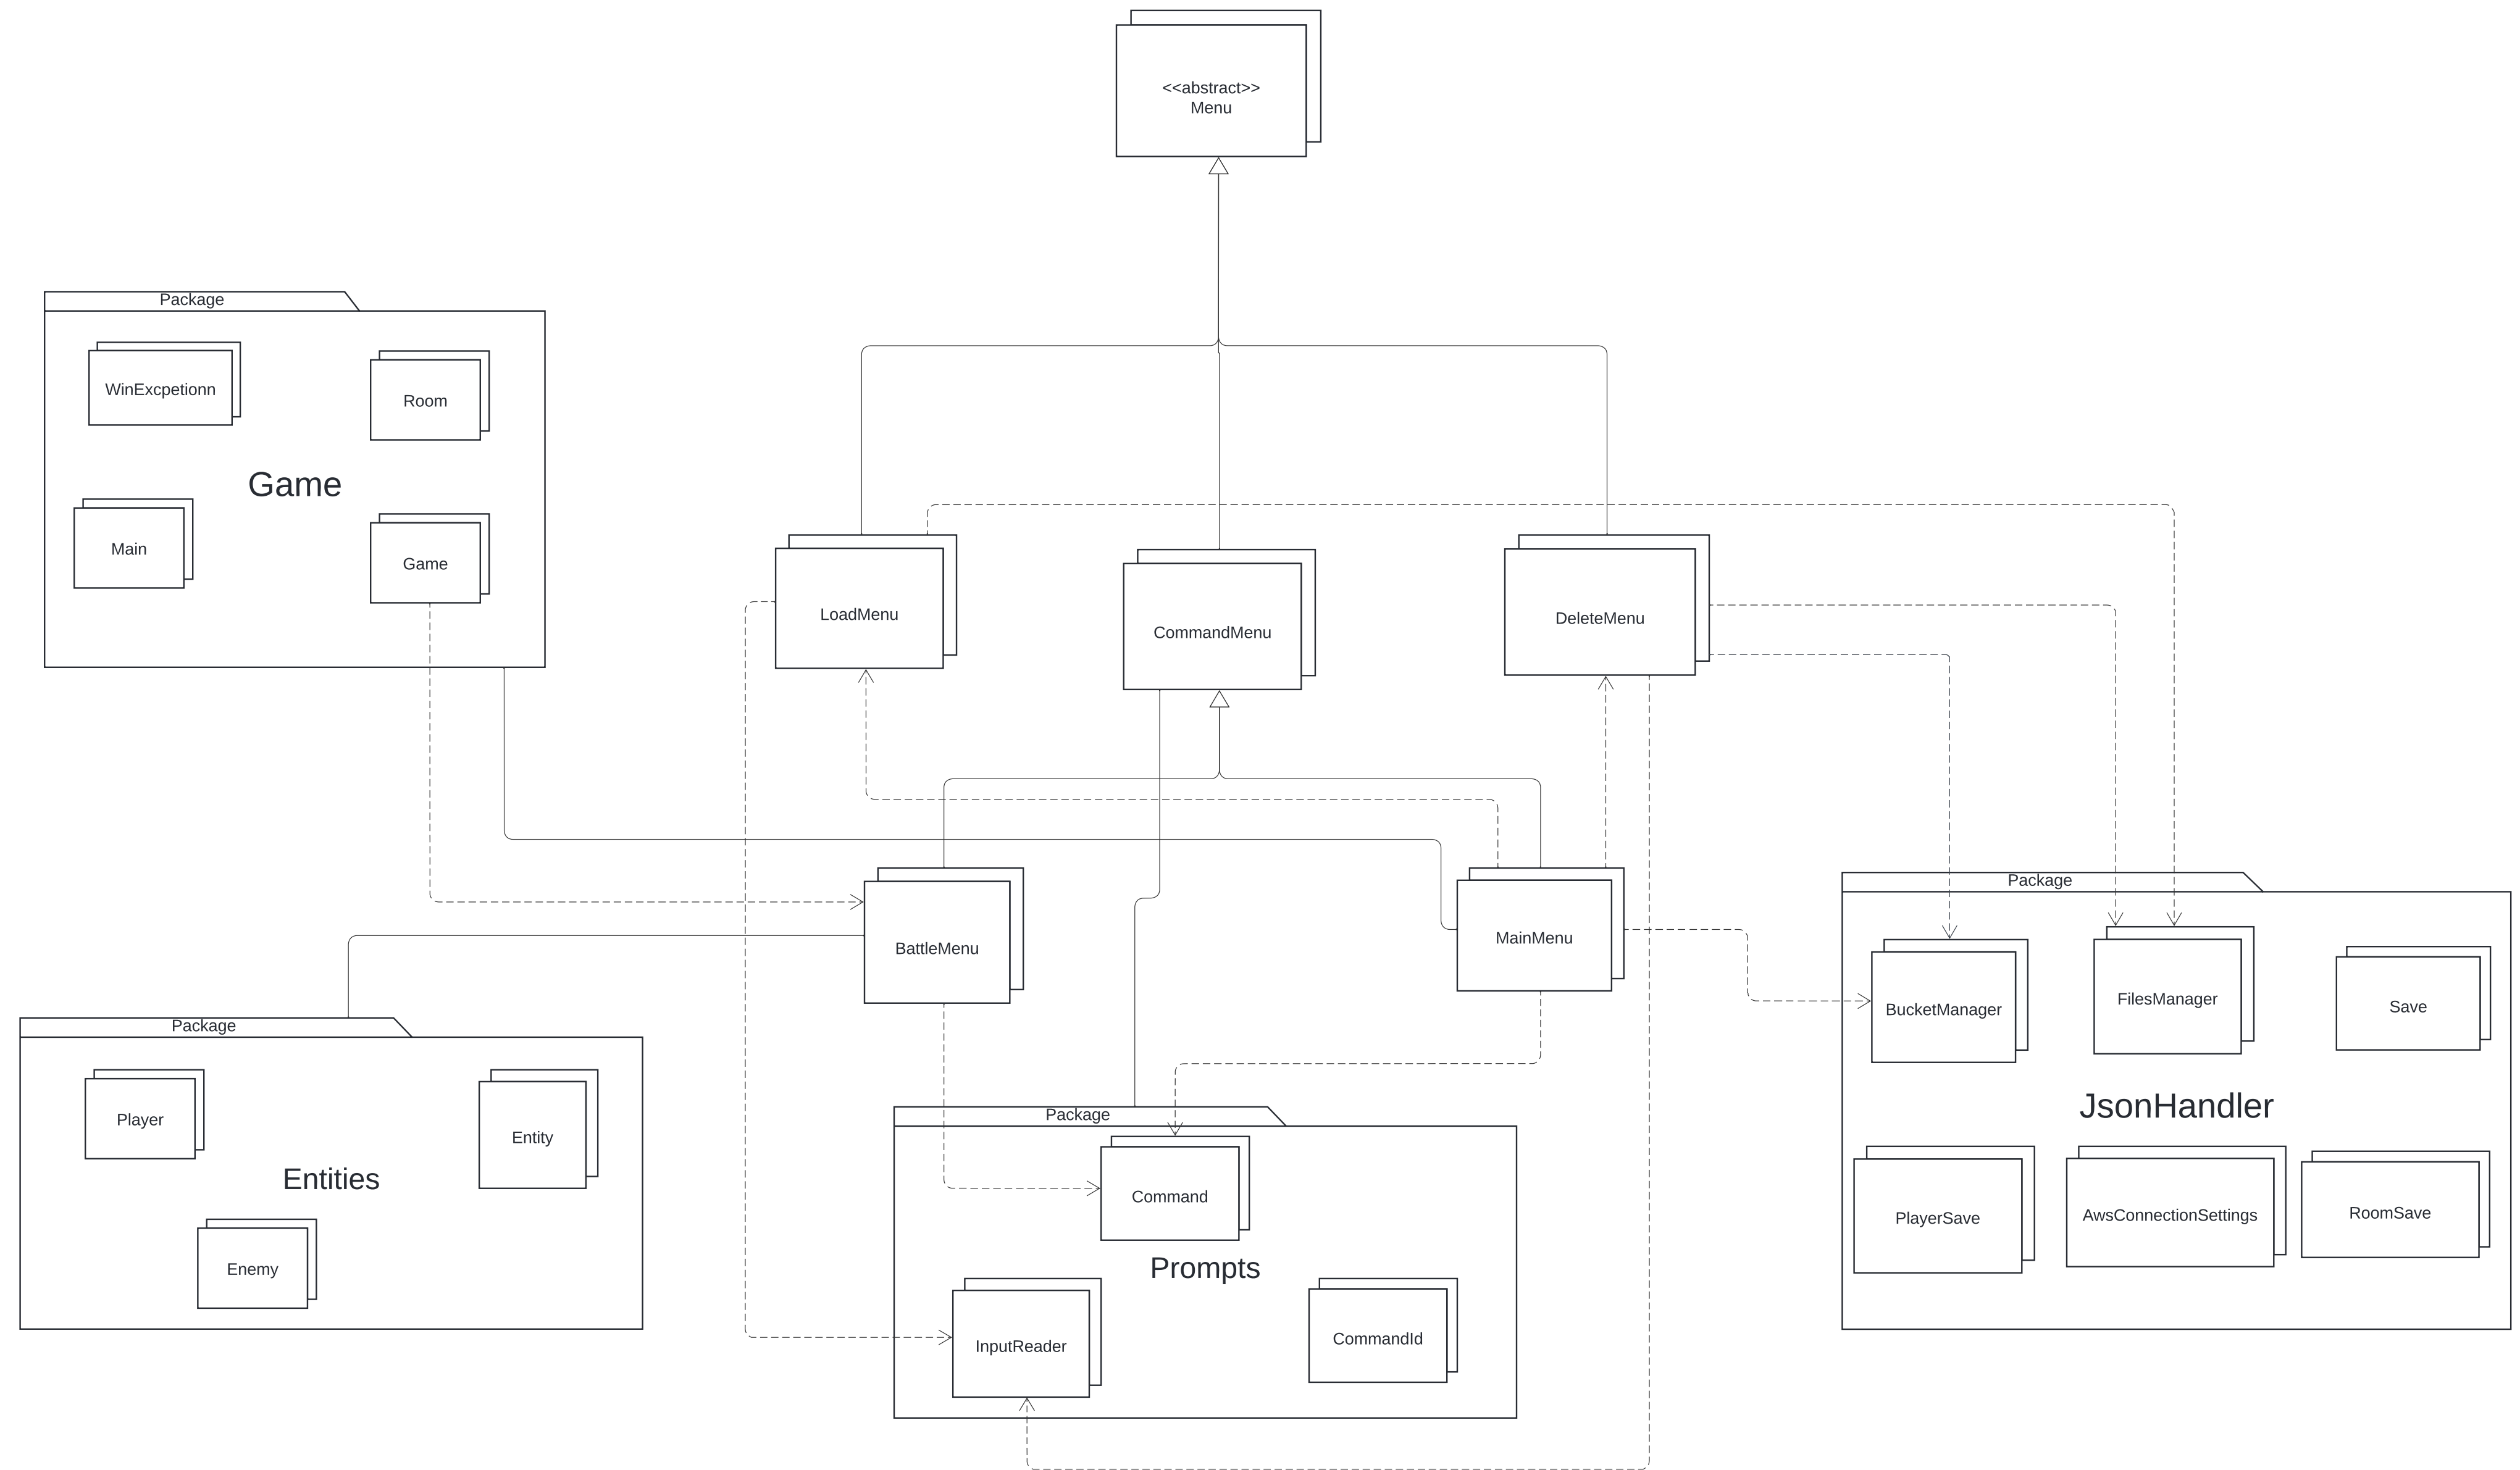 <<abstract>>
Menu
Package
WinExcpetionn
Room
Game
Main
Game
LoadMenu
CommandMenu
DeleteMenu
BattleMenu
MainMenu
Package
BucketManager
FilesManager
Save
JsonHandler
PlayerSave
AwsConnectionSettings
RoomSave
Package
Player
Entity
Entities
Enemy
Package
Command
Prompts
InputReader
CommandId